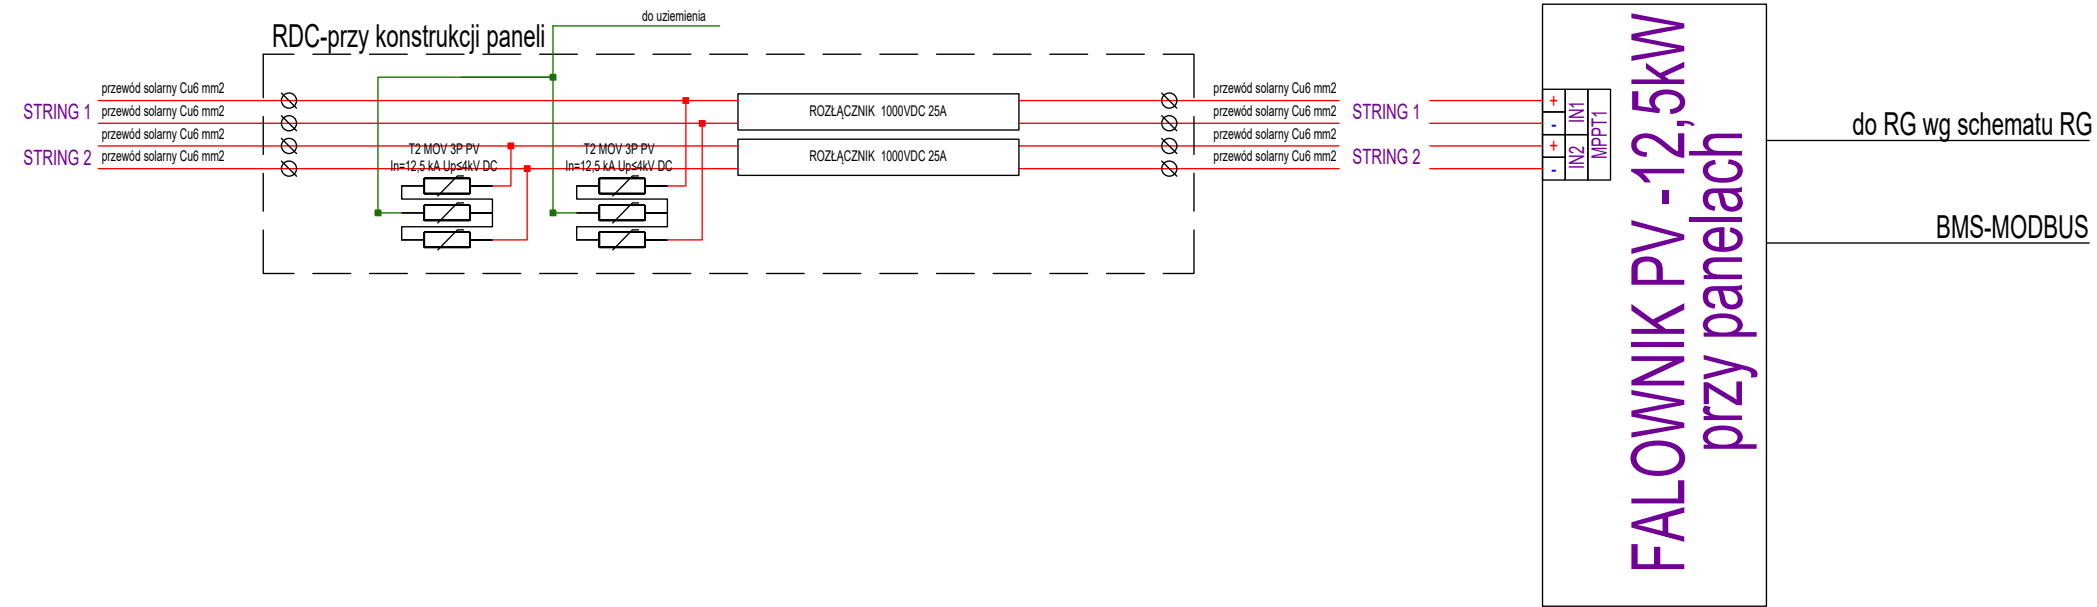 do uziemienia
RDC-przy konstrukcji paneli
STRING 1
przewód solarny Cu6 mm2
przewód solarny Cu6 mm2
STRING 2
przewód solarny Cu6 mm2
przewód solarny Cu6 mm2
T2 MOV 3P PV
In=12,5 kA Up≤4kV DC
T2 MOV 3P PV
In=12,5 kA Up≤4kV DC
ROZŁĄCZNIK 1000VDC 25A
ROZŁĄCZNIK 1000VDC 25A
przewód solarny Cu6 mm2
przewód solarny Cu6 mm2
STRING 1
przewód solarny Cu6 mm2
przewód solarny Cu6 mm2
STRING 2
+
-
IN1
+
-
IN2
MPPT1
FALOWNIK PV -12,5kW
przy panelach
do RG wg schematu RG
BMS-MODBUS